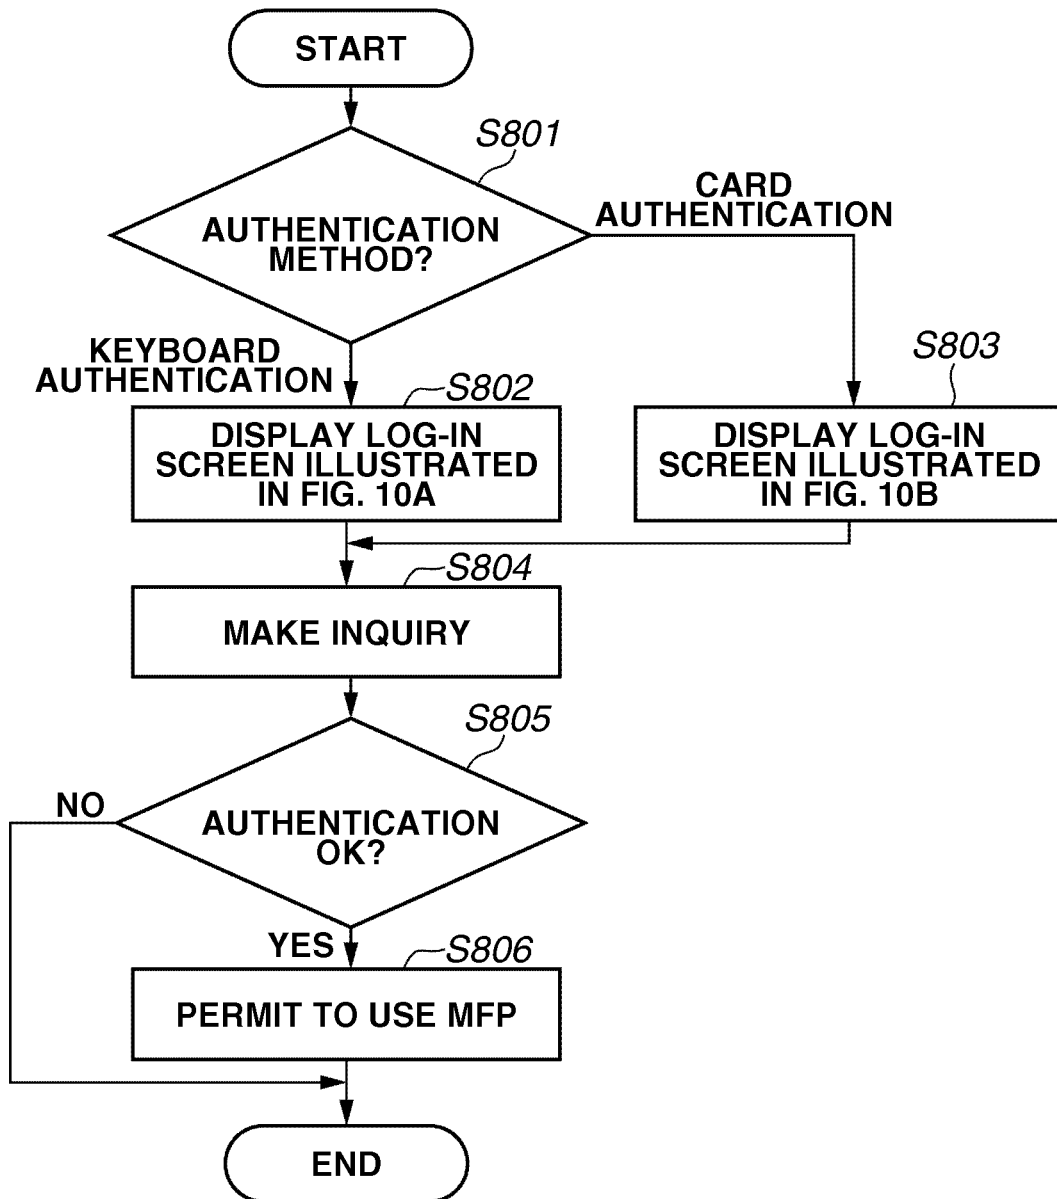 START
S801
CARD
AUTHENTICATION
AUTHENTICATION
METHOD?
KEYBOARD
AUTHENTICATION
S802
S803
DISPLAY LOG-IN
SCREEN ILLUSTRATED
IN FIG. 10A
DISPLAY LOG-IN
SCREEN ILLUSTRATED
IN FIG. 10B
S804
MAKE INQUIRY
S805
NO
AUTHENTICATION
OK?
YES
S806
PERMIT TO USE MFP
END